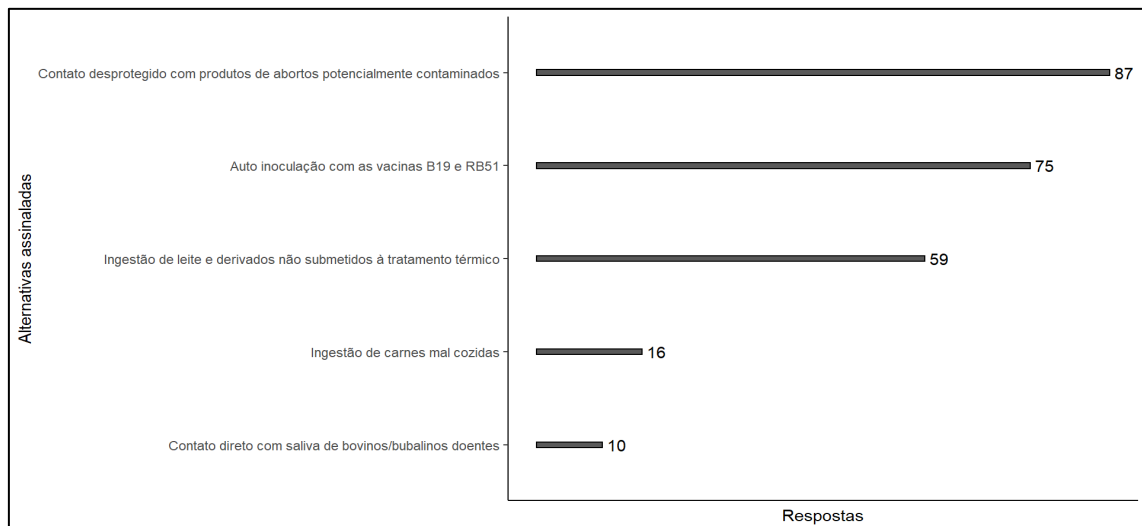 Alternativas assinaladas
Contato desprotegido com produtos de abortos potencialmente contaminados
87
Auto inoculação com as vacinas B19 e RB51
75
Ingestão de leite e derivados não submetidos à tratamento térmico
59
Ingestão de carnes mal cozidas
16
Contato direto com saliva de bovinos/bubalinos doentes
10
Respostas